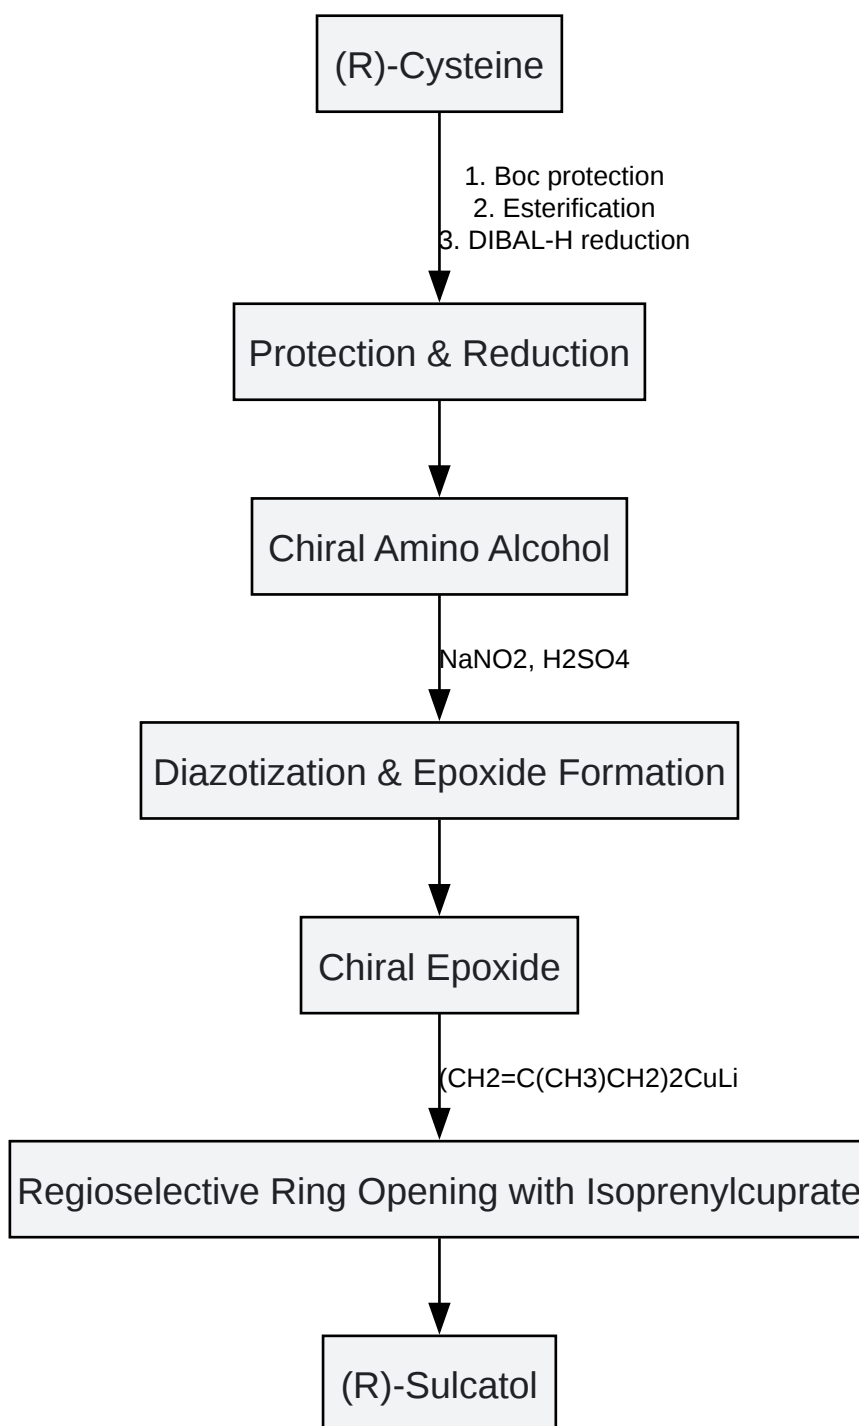 (R)-Cysteine
1. Boc protection
2. Esterification
3. DIBAL-H reduction
Protection & Reduction
Chiral Amino Alcohol
NaNO2, H2SO4
Diazotization & Epoxide Formation
Chiral Epoxide
(CH2=C(CH3)CH2)2CuLi
Regioselective Ring Opening with Isoprenylcuprate
(R)-Sulcatol